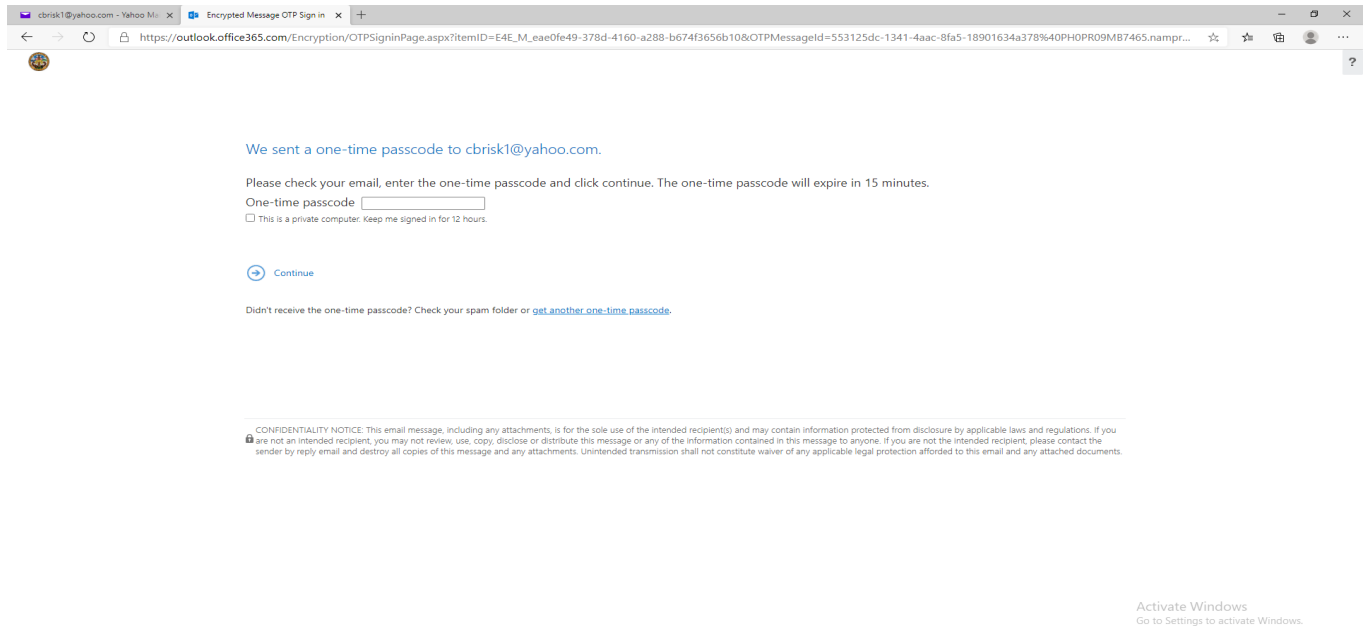 cbrisk1@yahoo.com - Yahoo Ma
Encrypted Message OTP Sign in
https://outlook.office365.com/Encryption/OTPSigninPage.aspx?itemID=E4E_M_eae0fe49-378d-4160-a288-b674f3656b10&OTPMessageId=553125dc-1341-4aac-8fa5-18901634a378%40PH0PR09MB7465.nampr...
?
We sent a one-time passcode to cbrisk1@yahoo.com.
Please check your email, enter the one-time passcode and click continue. The one-time passcode will expire in 15 minutes.
One-time passcode
This is a private computer. Keep me signed in for 12 hours.
Continue
Didn't receive the one-time passcode? Check your spam folder or get another one-time passcode.
CONFIDENTIALITY NOTICE: This email message, including any attachments, is for the sole use of the intended recipient(s) and may contain information protected from disclosure by applicable laws and regulations. If you
are not an intended recipient, you may not review, use, copy, disclose or distribute this message or any of the information contained in this message to anyone. If you are not the intended recipient, please contact the
sender by reply email and destroy all copies of this message and any attachments. Unintended transmission shall not constitute waiver of any applicable legal protection afforded to this email and any attached documents.
Activate Windows
Go to Settings to activate Windows.